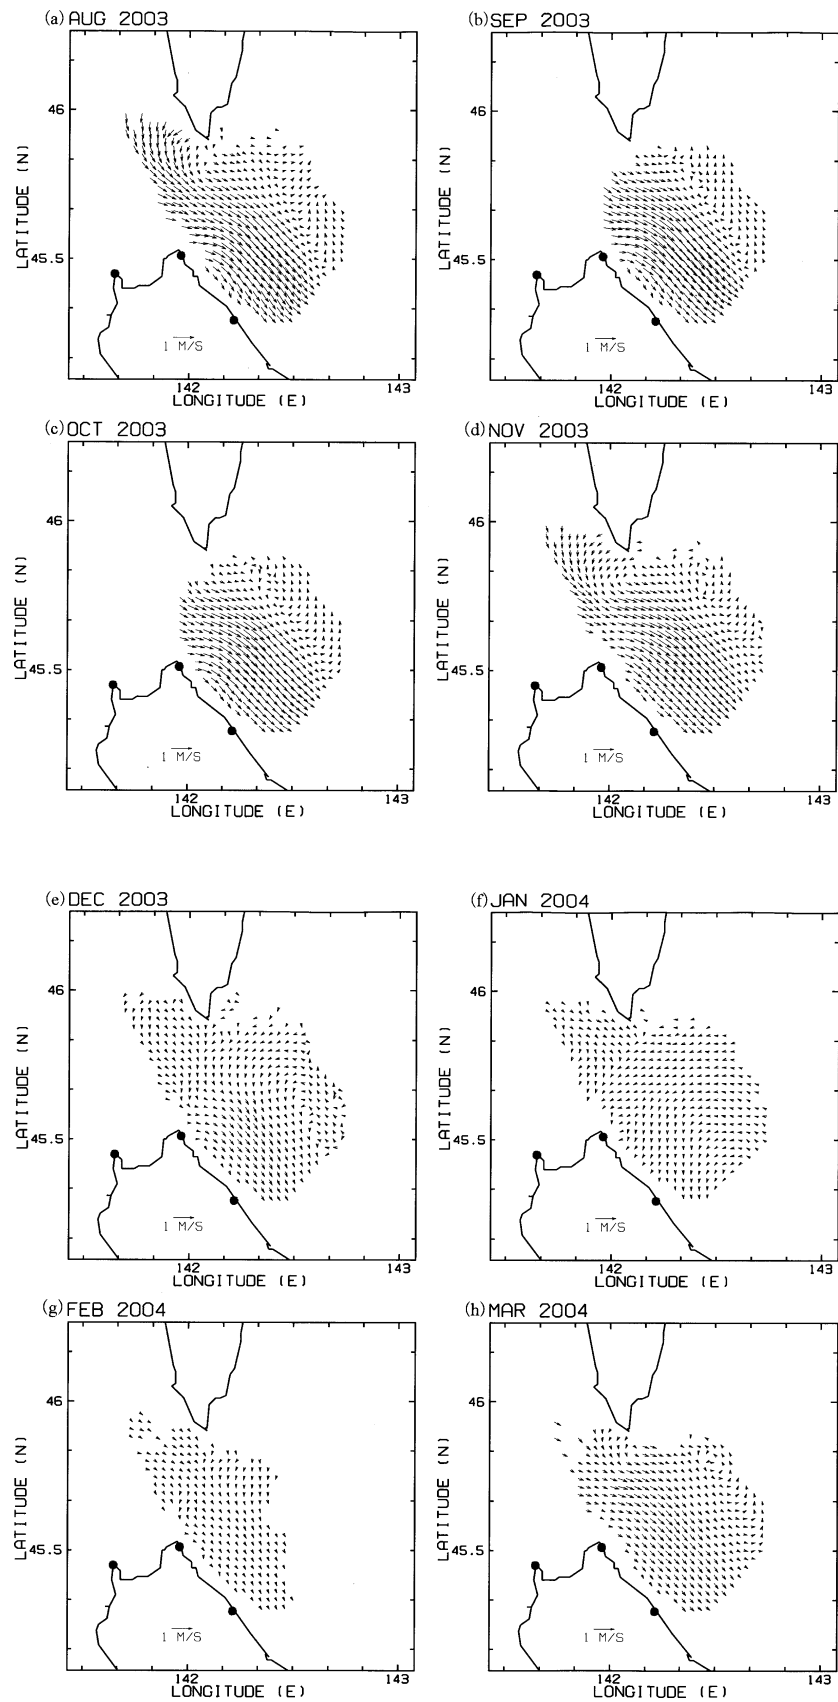 (a) AUG 2003
46
45.5
LATITUDE (N)
1 M/S
142
143
LONGITUDE (E)
(b) SEP 2003
46
45.5
LATITUDE (N)
1 M/S
142
143
LONGITUDE (E)
(c) OCT 2003
46
45.5
LATITUDE (N)
1 M/S
142
143
LONGITUDE (E)
(d) NOV 2003
46
45.5
LATITUDE (N)
1 M/S
142
143
LONGITUDE (E)
(e) DEC 2003
46
45.5
LATITUDE (N)
1 M/S
142
143
LONGITUDE (E)
(f) JAN 2004
46
45.5
LATITUDE (N)
1 M/S
142
143
LONGITUDE (E)
(g) FEB 2004
46
45.5
LATITUDE (N)
1 M/S
142
143
LONGITUDE (E)
(h) MAR 2004
46
45.5
LATITUDE (N)
1 M/S
142
143
LONGITUDE (E)